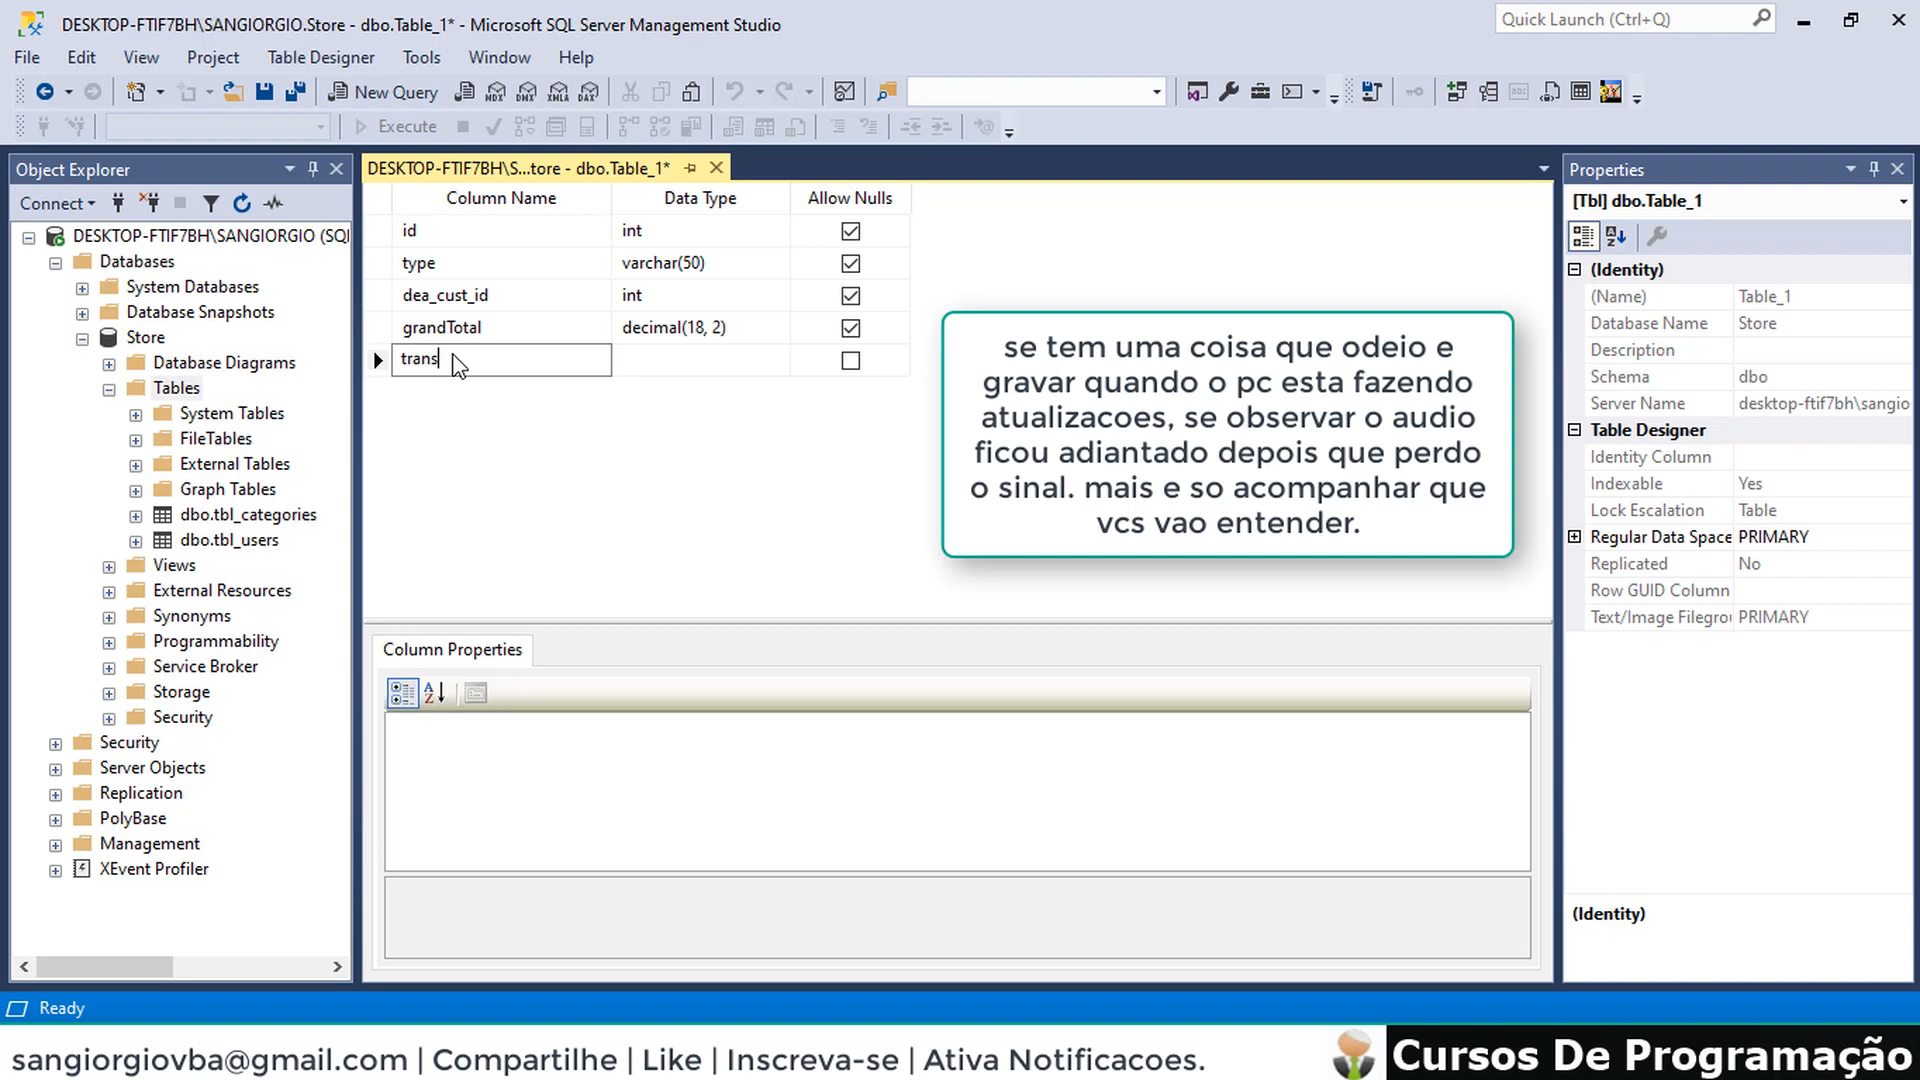 DESKTOP-FTIF7BH\SANGIORGIO.Store - dbo.Table_1* - Microsoft SQL Server Management Studio
Quick Launch (Ctrl+Q)
File Edit View Project Table Designer Tools Window Help
New Query MDX DMX XMLA DAX
Execute
Object Explorer
Connect
DESKTOP-FTIF7BH\SANGIORGIO (SQL
Databases
System Databases
Database Snapshots
Store
Database Diagrams
Tables
System Tables
FileTables
External Tables
Graph Tables
dbo.tbl_categories
dbo.tbl_users
Views
External Resources
Synonyms
Programmability
Service Broker
Storage
Security
Security
Server Objects
Replication
PolyBase
Management
XEvent Profiler
DESKTOP-FTIF7BH\S...tore - dbo.Table_1*
Column Name Data Type Allow Nulls
id int
type varchar(50)
dea_cust_id int
grandTotal decimal(18, 2)
trans
se tem uma coisa que odeio e
gravar quando o pc esta fazendo
atualizacoes, se observar o audio
ficou adiantado depois que perdo
o sinal. mais e so acompanhar que
vcs vao entender.
Column Properties
Properties
[Tbl] dbo.Table_1
(Identity)
(Name) Table_1
Database Name Store
Description
Schema dbo
Server Name desktop-ftif7bh\sangio
Table Designer
Identity Column
Indexable Yes
Lock Escalation Table
Regular Data Space PRIMARY
Replicated No
Row GUID Column
Text/Image Filegrou PRIMARY
(Identity)
Ready
sangiorgiovba@gmail.com | Compartilhe | Like | Inscreva-se | Ativa Notificacoes.
Cursos De Programação